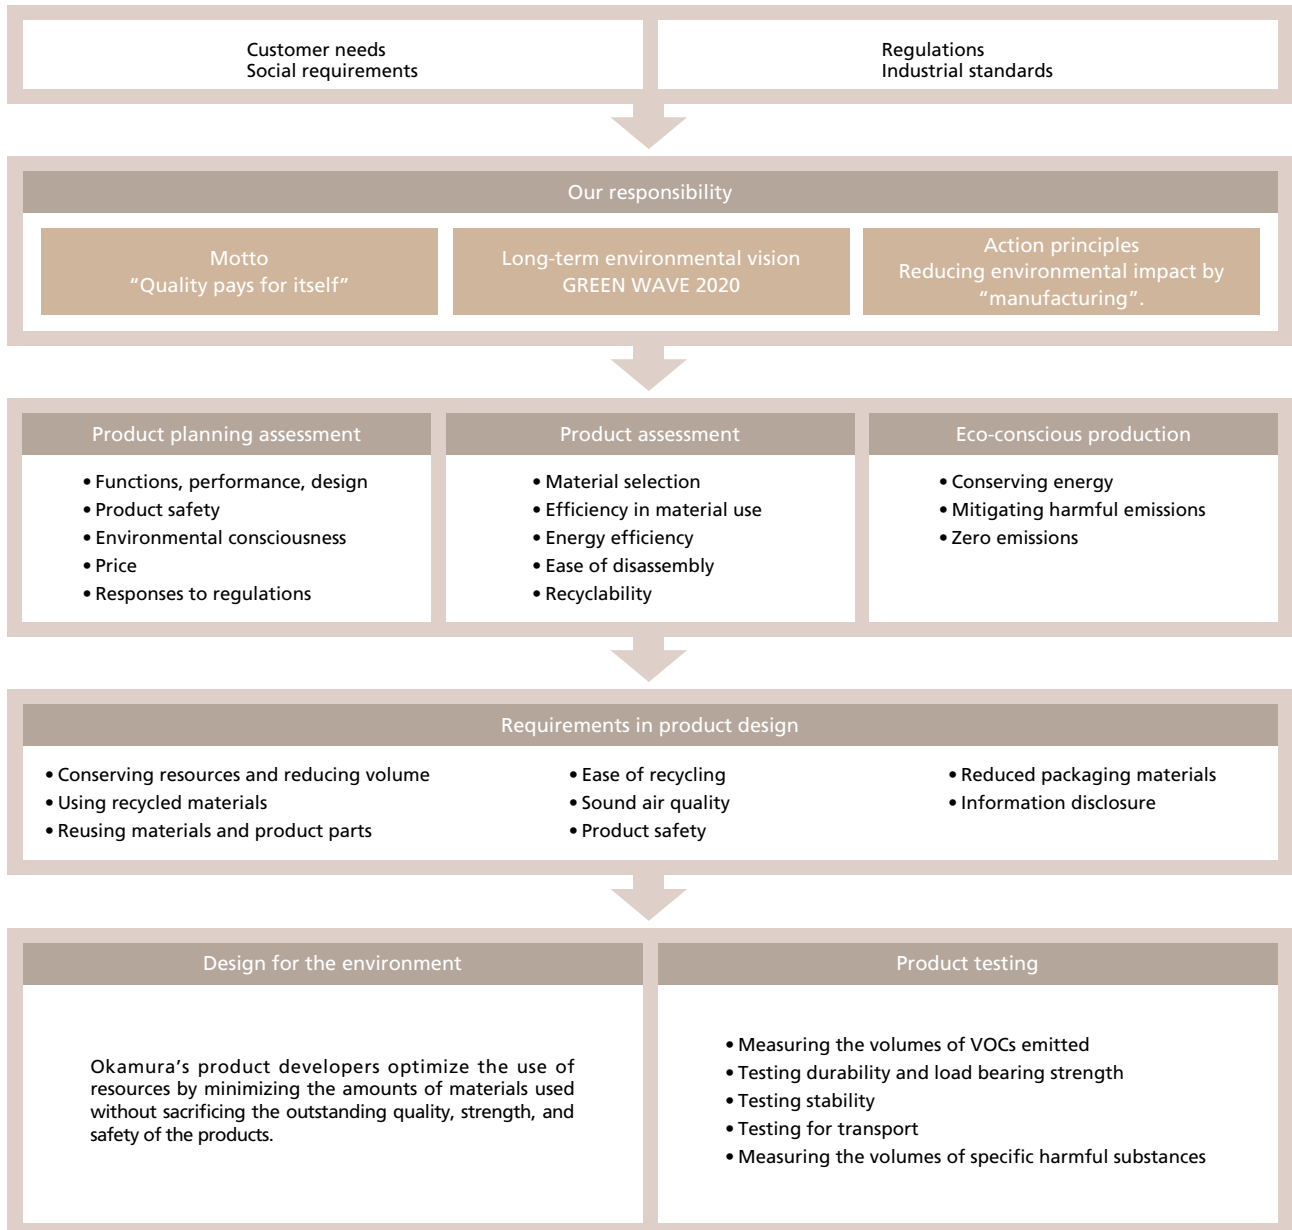 Customer needs
Social requirements
Regulations
Industrial standards
Our responsibility
Motto
“Quality pays for itself”
Long-term environmental vision
GREEN WAVE 2020
Action principles
Reducing environmental impact by
“manufacturing”.
Product planning assessment
• Functions, performance, design
• Product safety
• Environmental consciousness
• Price
• Responses to regulations
Product assessment
• Material selection
• Efficiency in material use
• Energy efficiency
• Ease of disassembly
• Recyclability
Eco-conscious production
• Conserving energy
• Mitigating harmful emissions
• Zero emissions
Requirements in product design
• Conserving resources and reducing volume
• Using recycled materials
• Reusing materials and product parts
• Ease of recycling
• Sound air quality
• Product safety
• Reduced packaging materials
• Information disclosure
Design for the environment
Okamura’s product developers optimize the use of
resources by minimizing the amounts of materials used
without sacrificing the outstanding quality, strength, and
safety of the products.
Product testing
• Measuring the volumes of VOCs emitted
• Testing durability and load bearing strength
• Testing stability
• Testing for transport
• Measuring the volumes of specific harmful substances